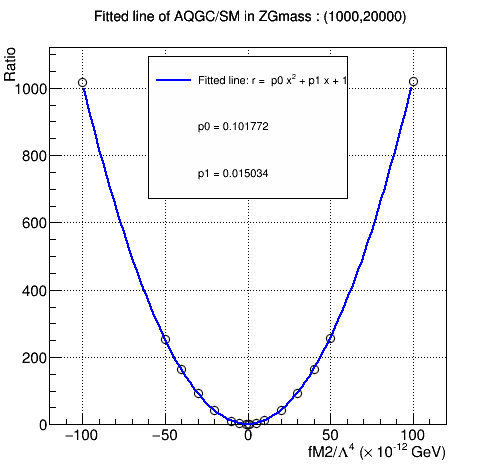 Fitted line of AQGC/SM in ZGmass : (1000,20000)
Ratio
Fitted line: r = p0 x² + p1 x + 1
p0 = 0.101772
p1 = 0.015034
1000
800
600
400
200
0
−100 −50 0 50 100
fM2/Λ⁴ (× 10⁻¹² GeV)